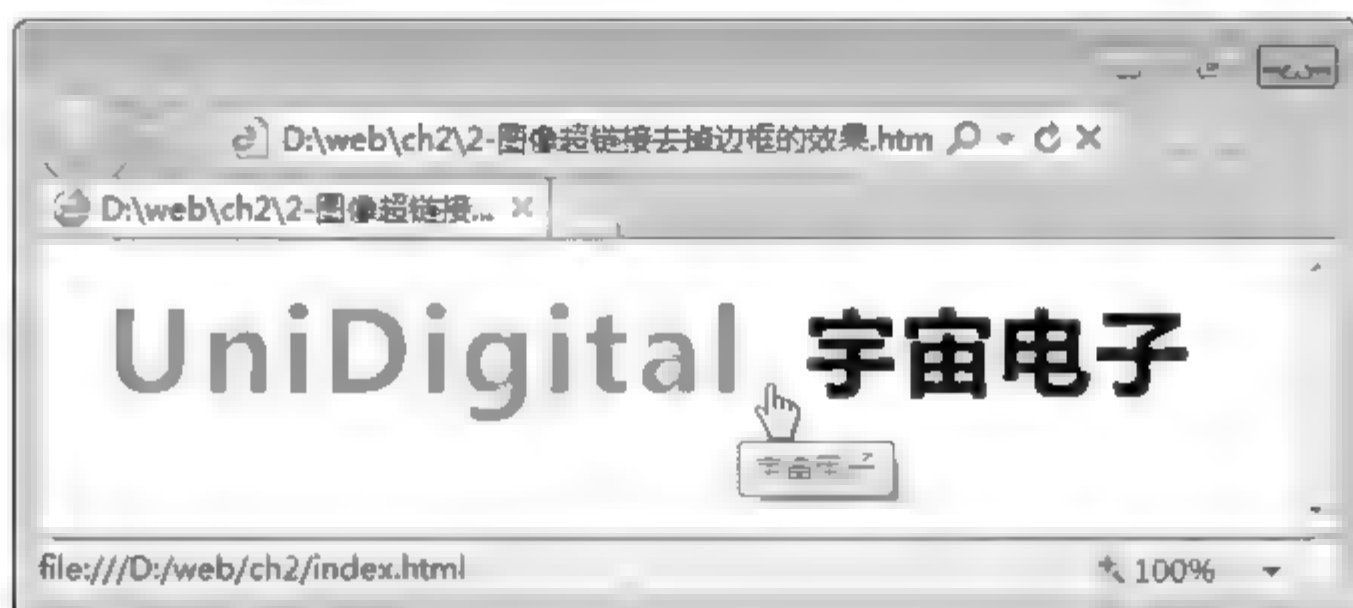 D:\web\ch2\2-图像超链接去掉边框的效果.htm
D:\web\ch2\2-图像超链接...
UniDigital 宇宙电子
宇宙电子
file:///D:/web/ch2/index.html
100%